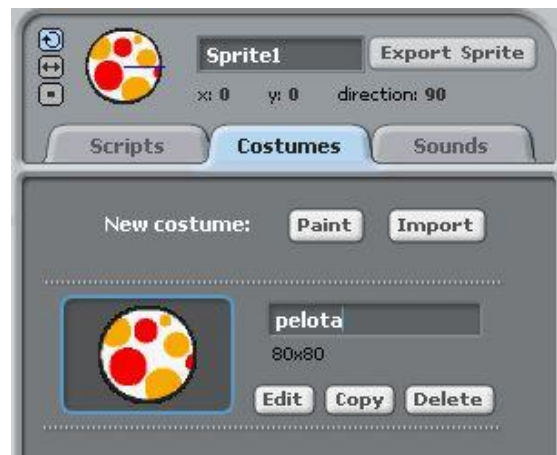 Sprite1 Export Sprite
x: 0 y: 0 direction: 90
Scripts Costumes Sounds
New costume: Paint Import
pelota
80x80
Edit Copy Delete